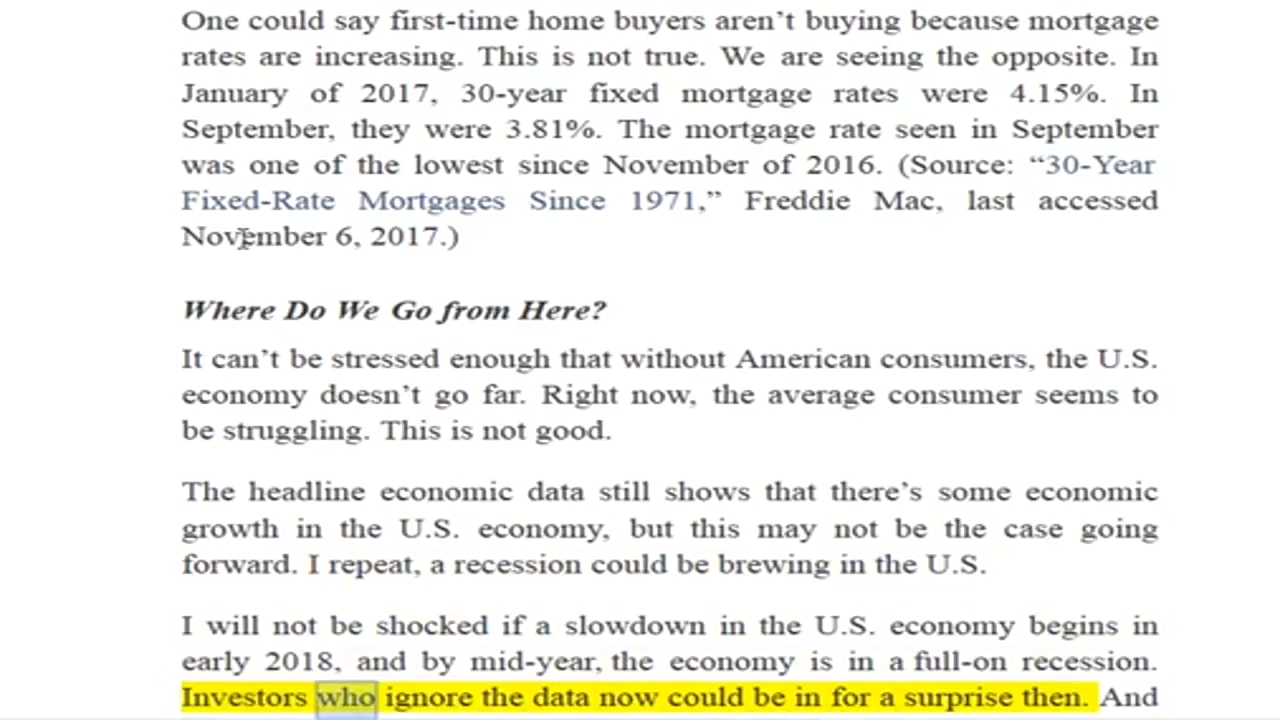 One could say first-time home buyers aren’t buying because mortgage
rates are increasing. This is not true. We are seeing the opposite. In
January of 2017, 30-year fixed mortgage rates were 4.15%. In
September, they were 3.81%. The mortgage rate seen in September
was one of the lowest since November of 2016. (Source: “30-Year
Fixed-Rate Mortgages Since 1971,” Freddie Mac, last accessed
November 6, 2017.)
Where Do We Go from Here?
It can’t be stressed enough that without American consumers, the U.S.
economy doesn’t go far. Right now, the average consumer seems to
be struggling. This is not good.
The headline economic data still shows that there’s some economic
growth in the U.S. economy, but this may not be the case going
forward. I repeat, a recession could be brewing in the U.S.
I will not be shocked if a slowdown in the U.S. economy begins in
early 2018, and by mid-year, the economy is in a full-on recession.
Investors who ignore the data now could be in for a surprise then. And